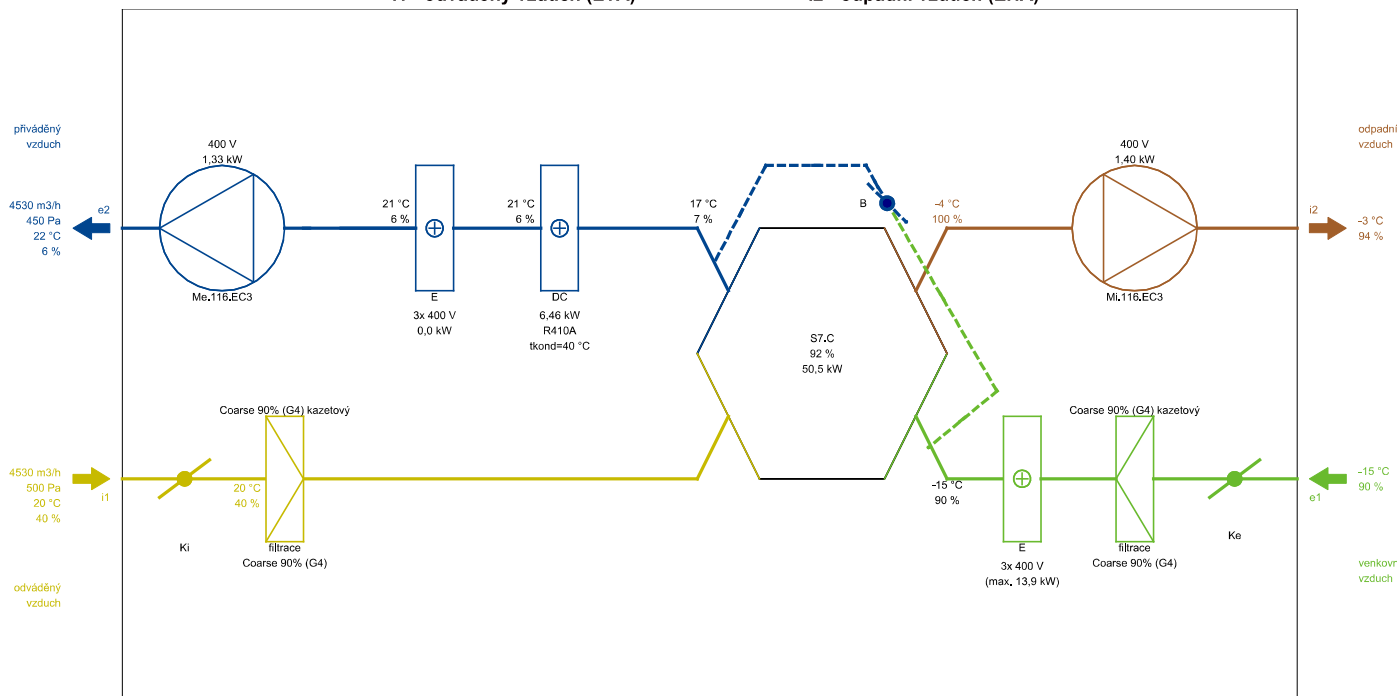 přiváděný
vzduch
400 V
1,33 kW
400 V
1,40 kW
odpadní
vzduch
4530 m3/h
450 Pa
22 °C
6 %
e2
21 °C
6 %
21 °C
6 %
17 °C
7 %
B
-4 °C
100 %
i2
-3 °C
94 %
Me.116.EC3
E
3x 400 V
0,0 kW
DC
6,46 kW
R410A
tkond=40 °C
Mi.116.EC3
S7.C
92 %
50,5 kW
Coarse 90% (G4) kazetový
Coarse 90% (G4) kazetový
4530 m3/h
500 Pa
20 °C
40 %
i1
20 °C
40 %
-15 °C
90 %
-15 °C
90 %
e1
Ki
filtrace
Coarse 90% (G4)
E
3x 400 V
(max. 13,9 kW)
filtrace
Coarse 90% (G4)
Ke
odváděný
vzduch
venkovn
vzduch